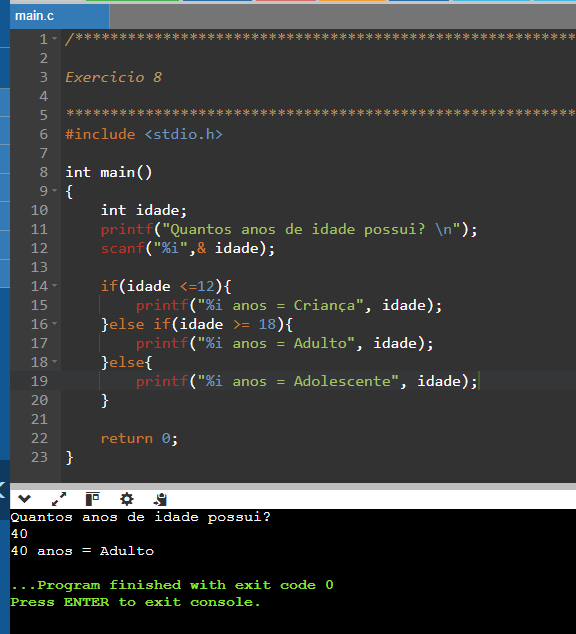 main.c
1 /**********************************************************
2
3 Exercicio 8
4
5 ***********************************************************
6 #include <stdio.h>
7
8 int main()
9 {
10     int idade;
11     printf("Quantos anos de idade possui? \n");
12     scanf("%i",& idade);
13
14     if(idade <=12){
15         printf("%i anos = Criança", idade);
16     }else if(idade >= 18){
17         printf("%i anos = Adulto", idade);
18     }else{
19         printf("%i anos = Adolescente", idade);
20     }
21
22     return 0;
23 }
Quantos anos de idade possui?
40
40 anos = Adulto
...Program finished with exit code 0
Press ENTER to exit console.